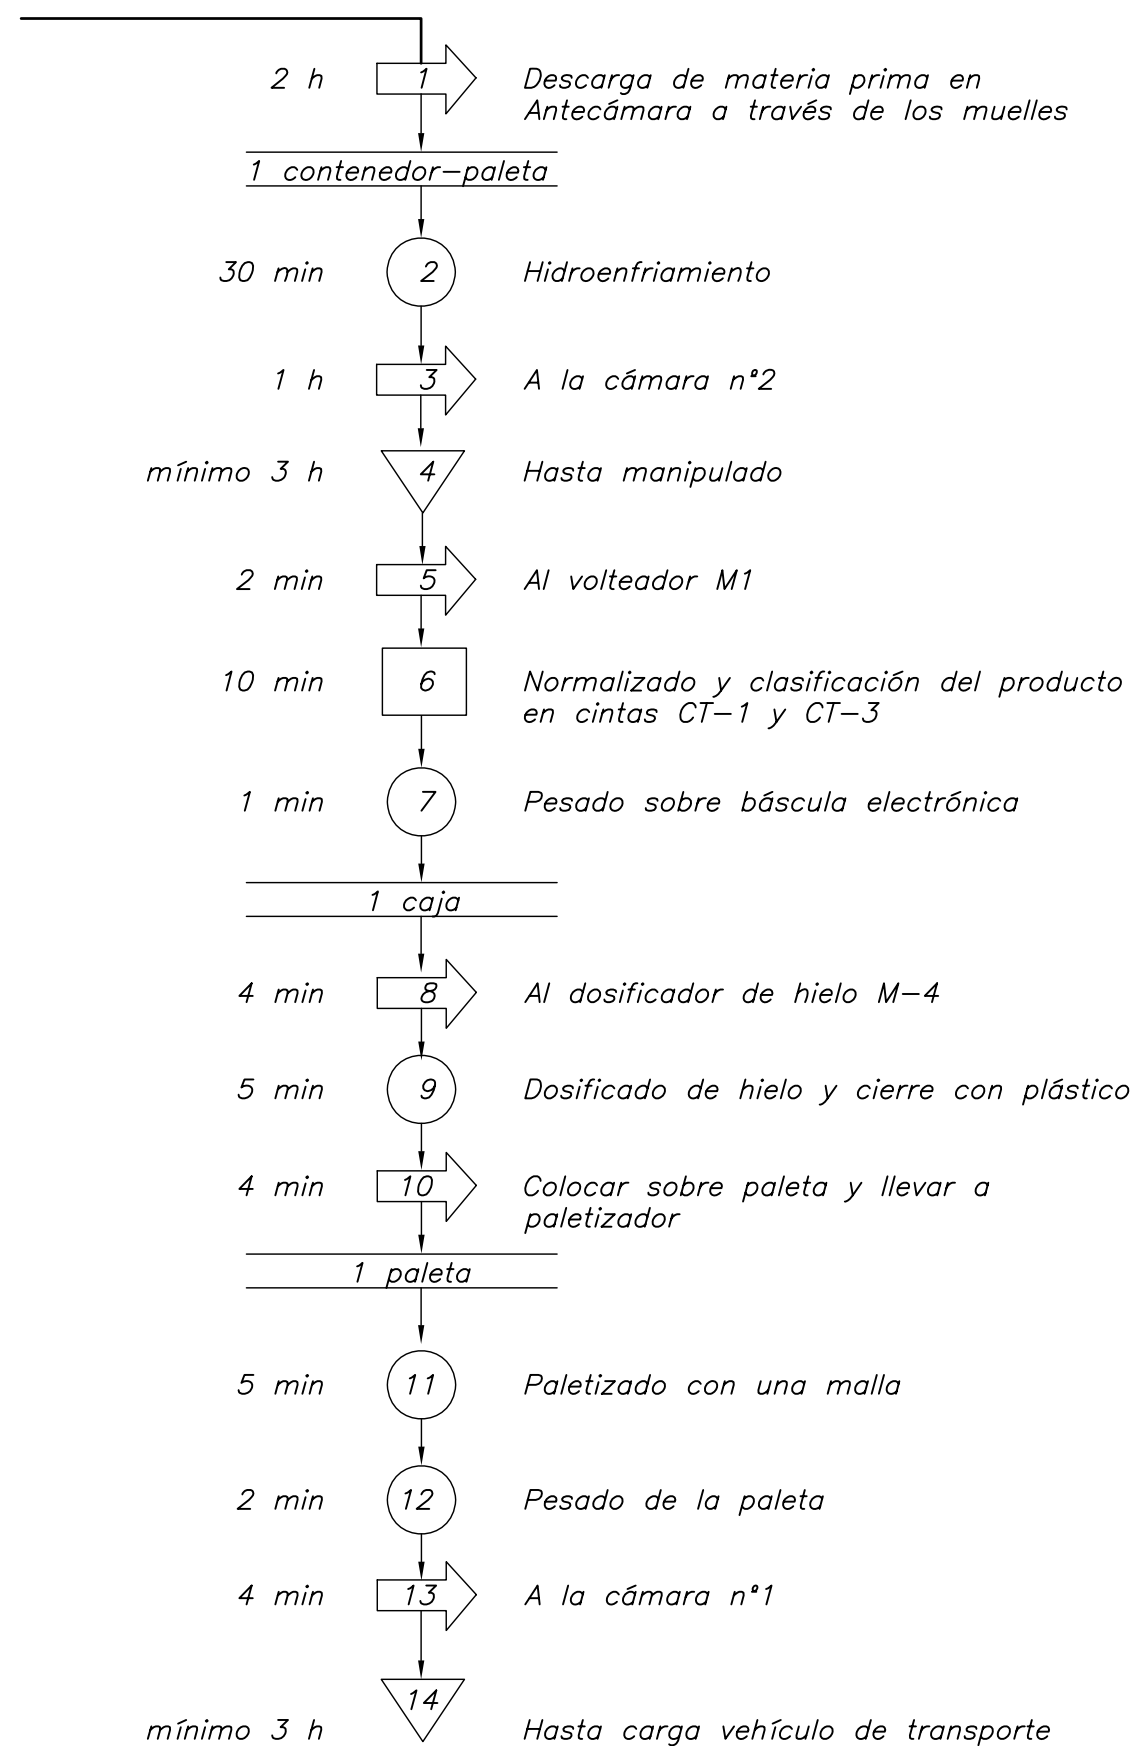 2 h 1 Descarga de materia prima en
Antecámara a través de los muelles
1 contenedor-paleta
30 min 2 Hidroenfriamiento
1 h 3 A la cámara nº2
mínimo 3 h 4 Hasta manipulado
2 min 5 Al volteador M1
10 min 6 Normalizado y clasificación del producto
en cintas CT-1 y CT-3
1 min 7 Pesado sobre báscula electrónica
1 caja
4 min 8 Al dosificador de hielo M-4
5 min 9 Dosificado de hielo y cierre con plástico
4 min 10 Colocar sobre paleta y llevar a
paletizador
1 paleta
5 min 11 Paletizado con una malla
2 min 12 Pesado de la paleta
4 min 13 A la cámara nº1
14
mínimo 3 h Hasta carga vehículo de transporte